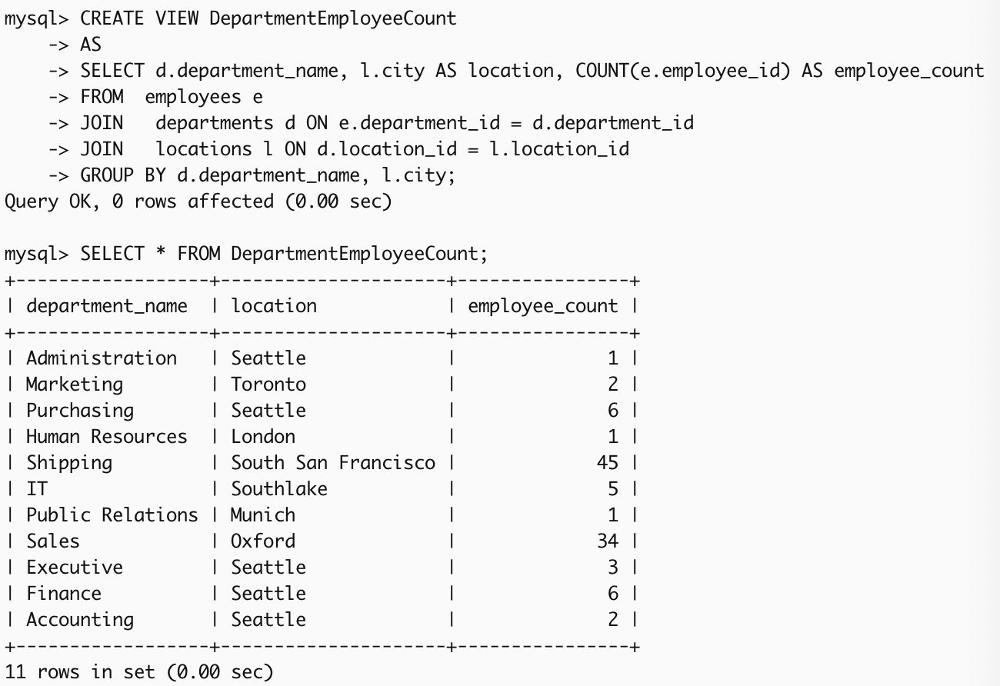 mysql> CREATE VIEW DepartmentEmployeeCount
    -> AS
    -> SELECT d.department_name, l.city AS location, COUNT(e.employee_id) AS employee_count
    -> FROM  employees e
    -> JOIN   departments d ON e.department_id = d.department_id
    -> JOIN   locations l ON d.location_id = l.location_id
    -> GROUP BY d.department_name, l.city;
Query OK, 0 rows affected (0.00 sec)

mysql> SELECT * FROM DepartmentEmployeeCount;
+------------------+---------------------+----------------+
| department_name  | location            | employee_count |
+------------------+---------------------+----------------+
| Administration   | Seattle             |              1 |
| Marketing        | Toronto             |              2 |
| Purchasing       | Seattle             |              6 |
| Human Resources  | London              |              1 |
| Shipping         | South San Francisco |             45 |
| IT               | Southlake           |              5 |
| Public Relations | Munich              |              1 |
| Sales            | Oxford              |             34 |
| Executive        | Seattle             |              3 |
| Finance          | Seattle             |              6 |
| Accounting       | Seattle             |              2 |
+------------------+---------------------+----------------+
11 rows in set (0.00 sec)